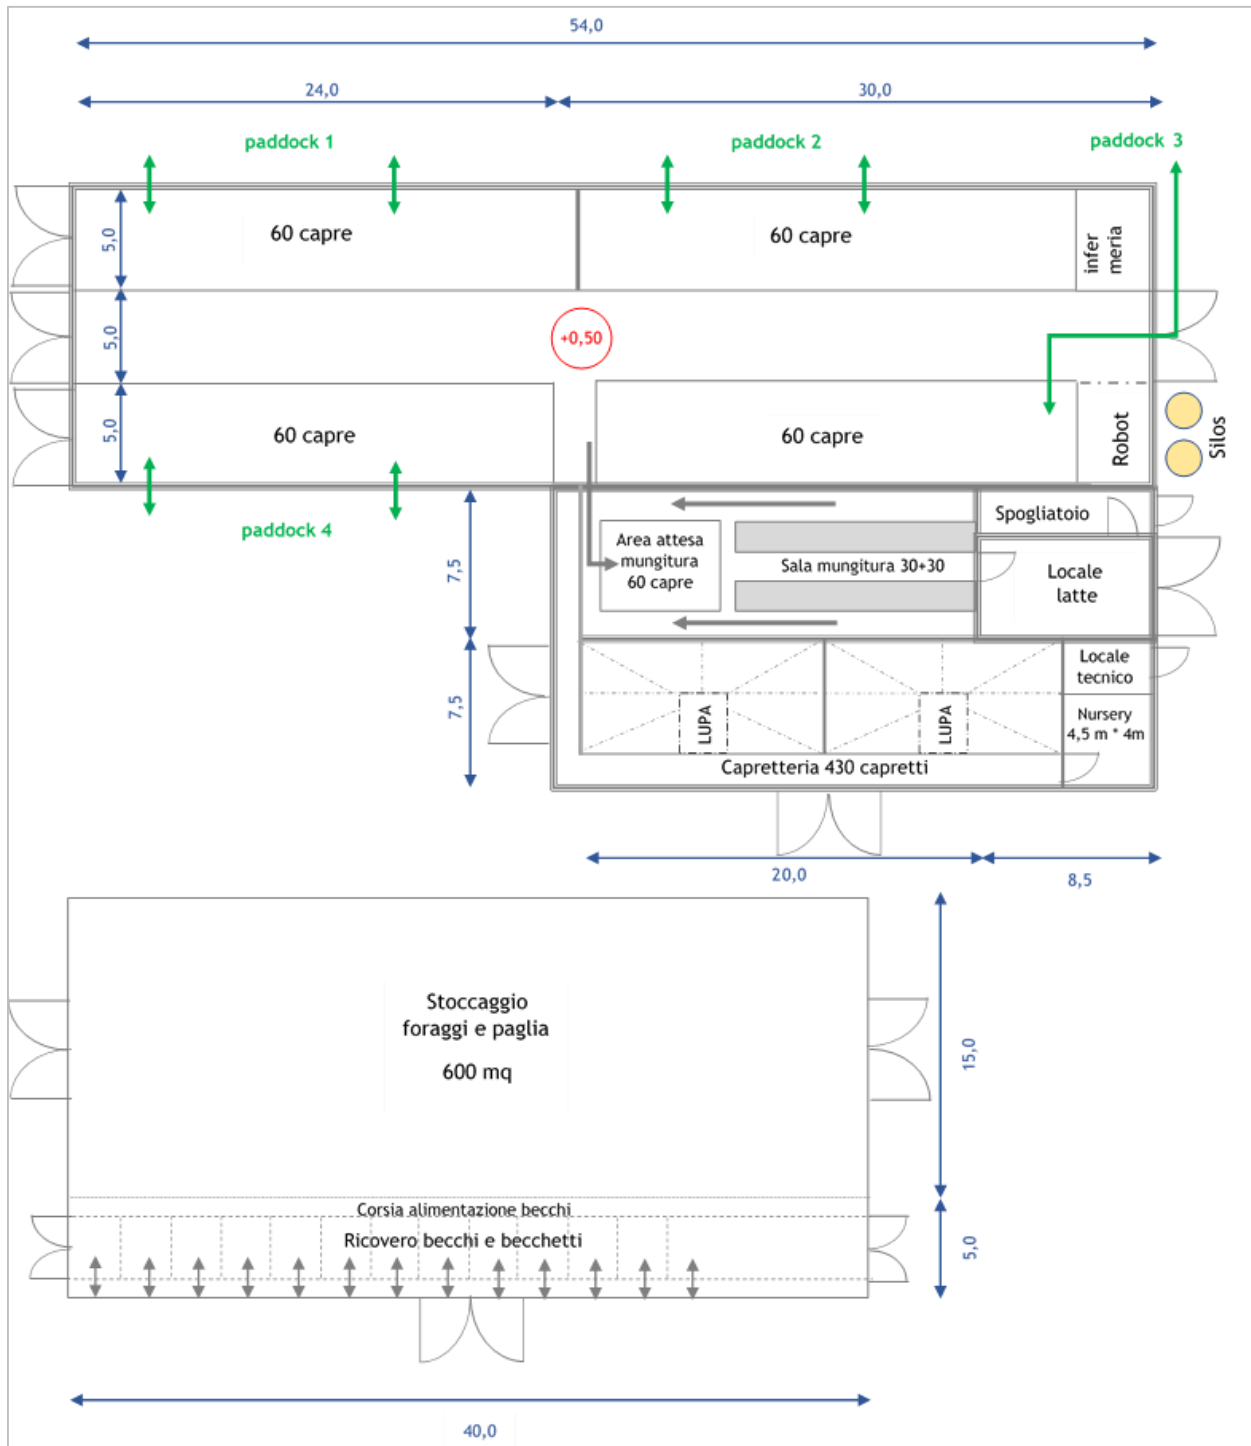 54,0
24,0
30,0
paddock 1
paddock 2
paddock 3
5,0
60 capre
60 capre
infer
meria
5,0
+0,50
5,0
60 capre
60 capre
Robot
Silos
paddock 4
7,5
Area attesa
mungitura
60 capre
Sala mungitura 30+30
Spogliatoio
Locale
latte
7,5
LUPA
LUPA
Locale
tecnico
Nursery
4,5 m * 4m
Capretteria 430 capretti
20,0
8,5
Stoccaggio
foraggi e paglia
600 mq
15,0
Corsia alimentazione becchi
Ricovero becchi e becchetti
5,0
40,0